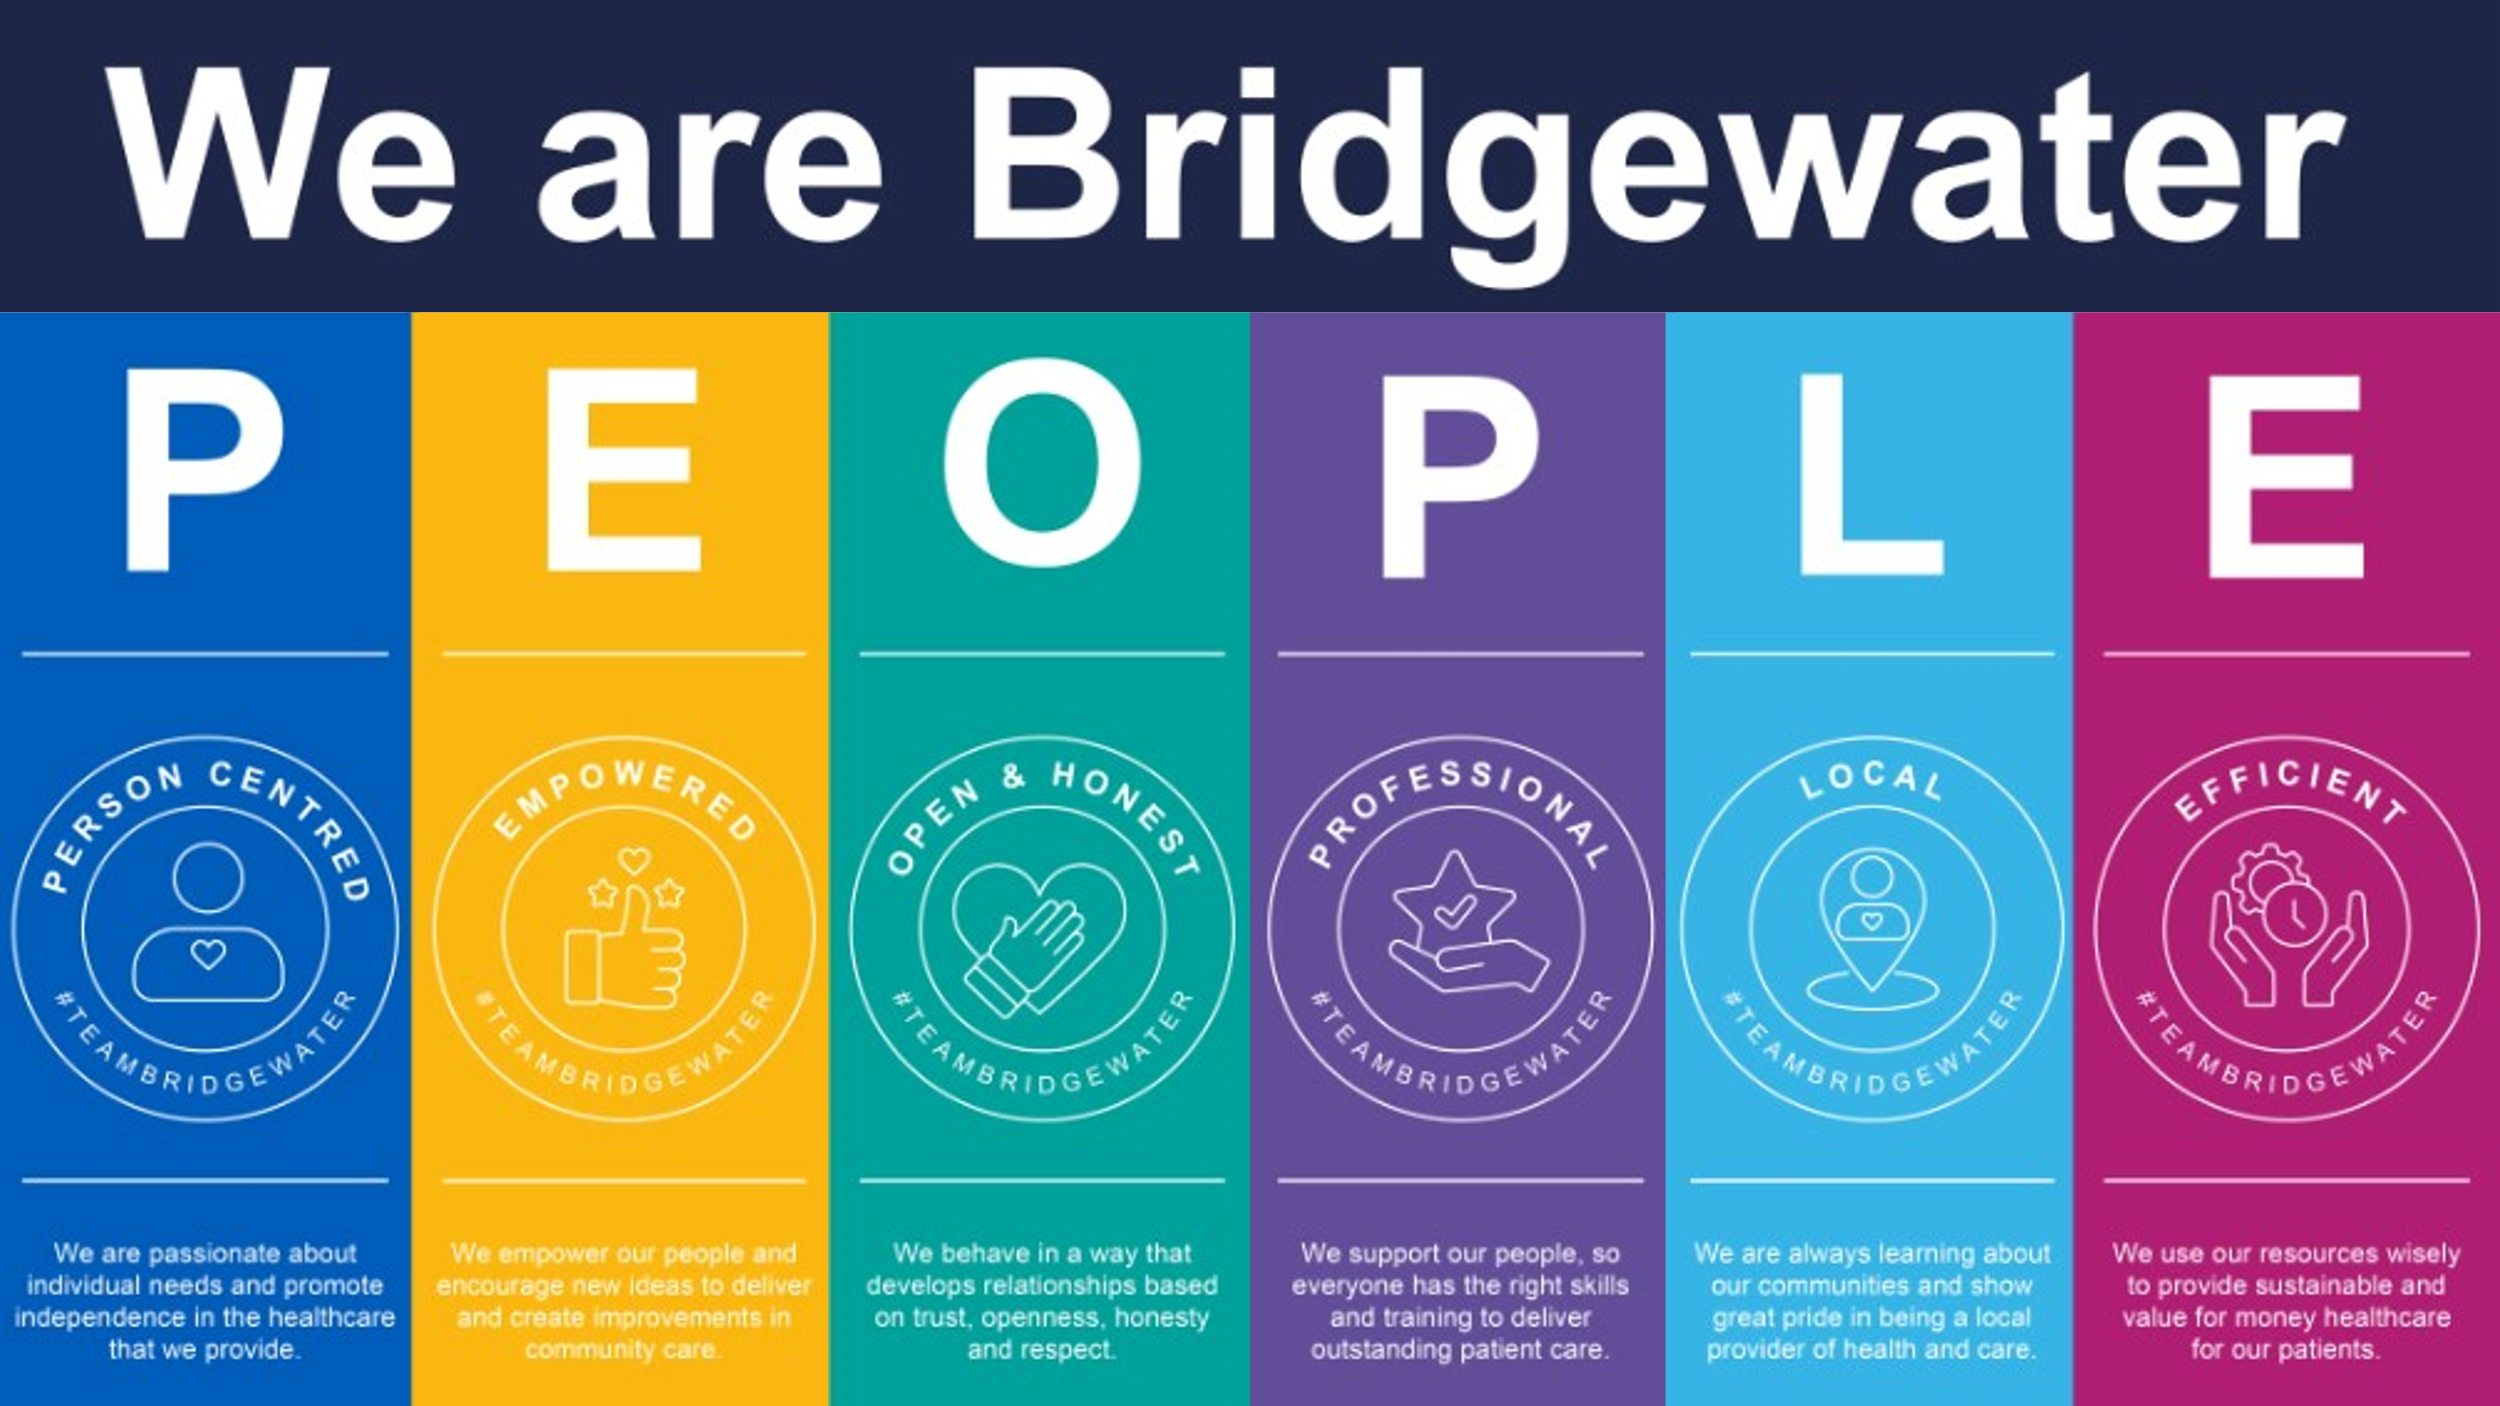 We are Bridgewater
P
PERSON CENTRED
#TEAMBRIDGEWATER
We are passionate about
individual needs and promote
independence in the healthcare
that we provide.
E
EMPOWERED
#TEAMBRIDGEWATER
We empower our people and
encourage new ideas to deliver
and create improvements in
community care.
O
OPEN & HONEST
#TEAMBRIDGEWATER
We behave in a way that
develops relationships based
on trust, openness, honesty
and respect.
P
PROFESSIONAL
#TEAMBRIDGEWATER
We support our people, so
everyone has the right skills
and training to deliver
outstanding patient care.
L
LOCAL
#TEAMBRIDGEWATER
We are always learning about
our communities and show
great pride in being a local
provider of health and care.
E
EFFICIENT
#TEAMBRIDGEWATER
We use our resources wisely
to provide sustainable and
value for money healthcare
for our patients.